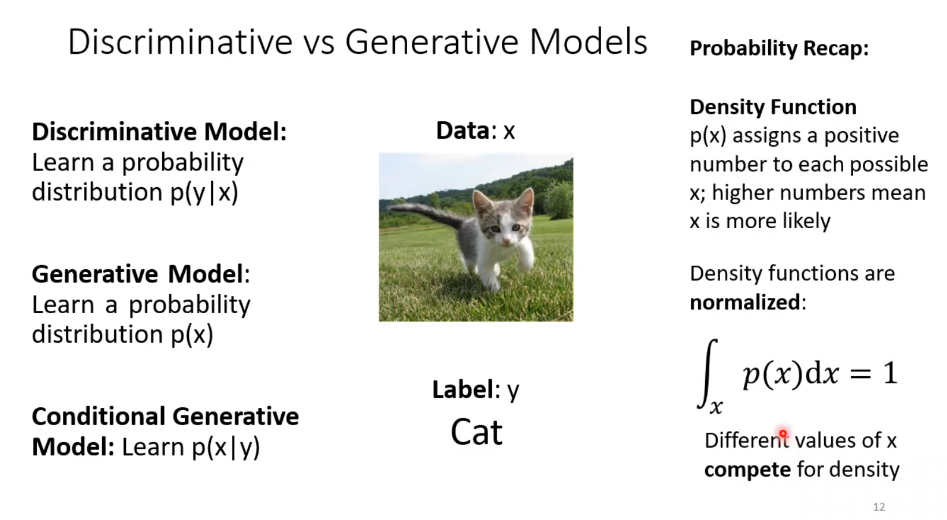 Discriminative vs Generative Models
Discriminative Model:
Learn a probability
distribution p(y|x)
Generative Model:
Learn a probability
distribution p(x)
Conditional Generative
Model: Learn p(x|y)
Data: x
Label: y
Cat
Probability Recap:
Density Function
p(x) assigns a positive
number to each possible
x; higher numbers mean
x is more likely
Density functions are
normalized:
∫ₓ p(x)dx = 1
Different values of x
compete for density
12